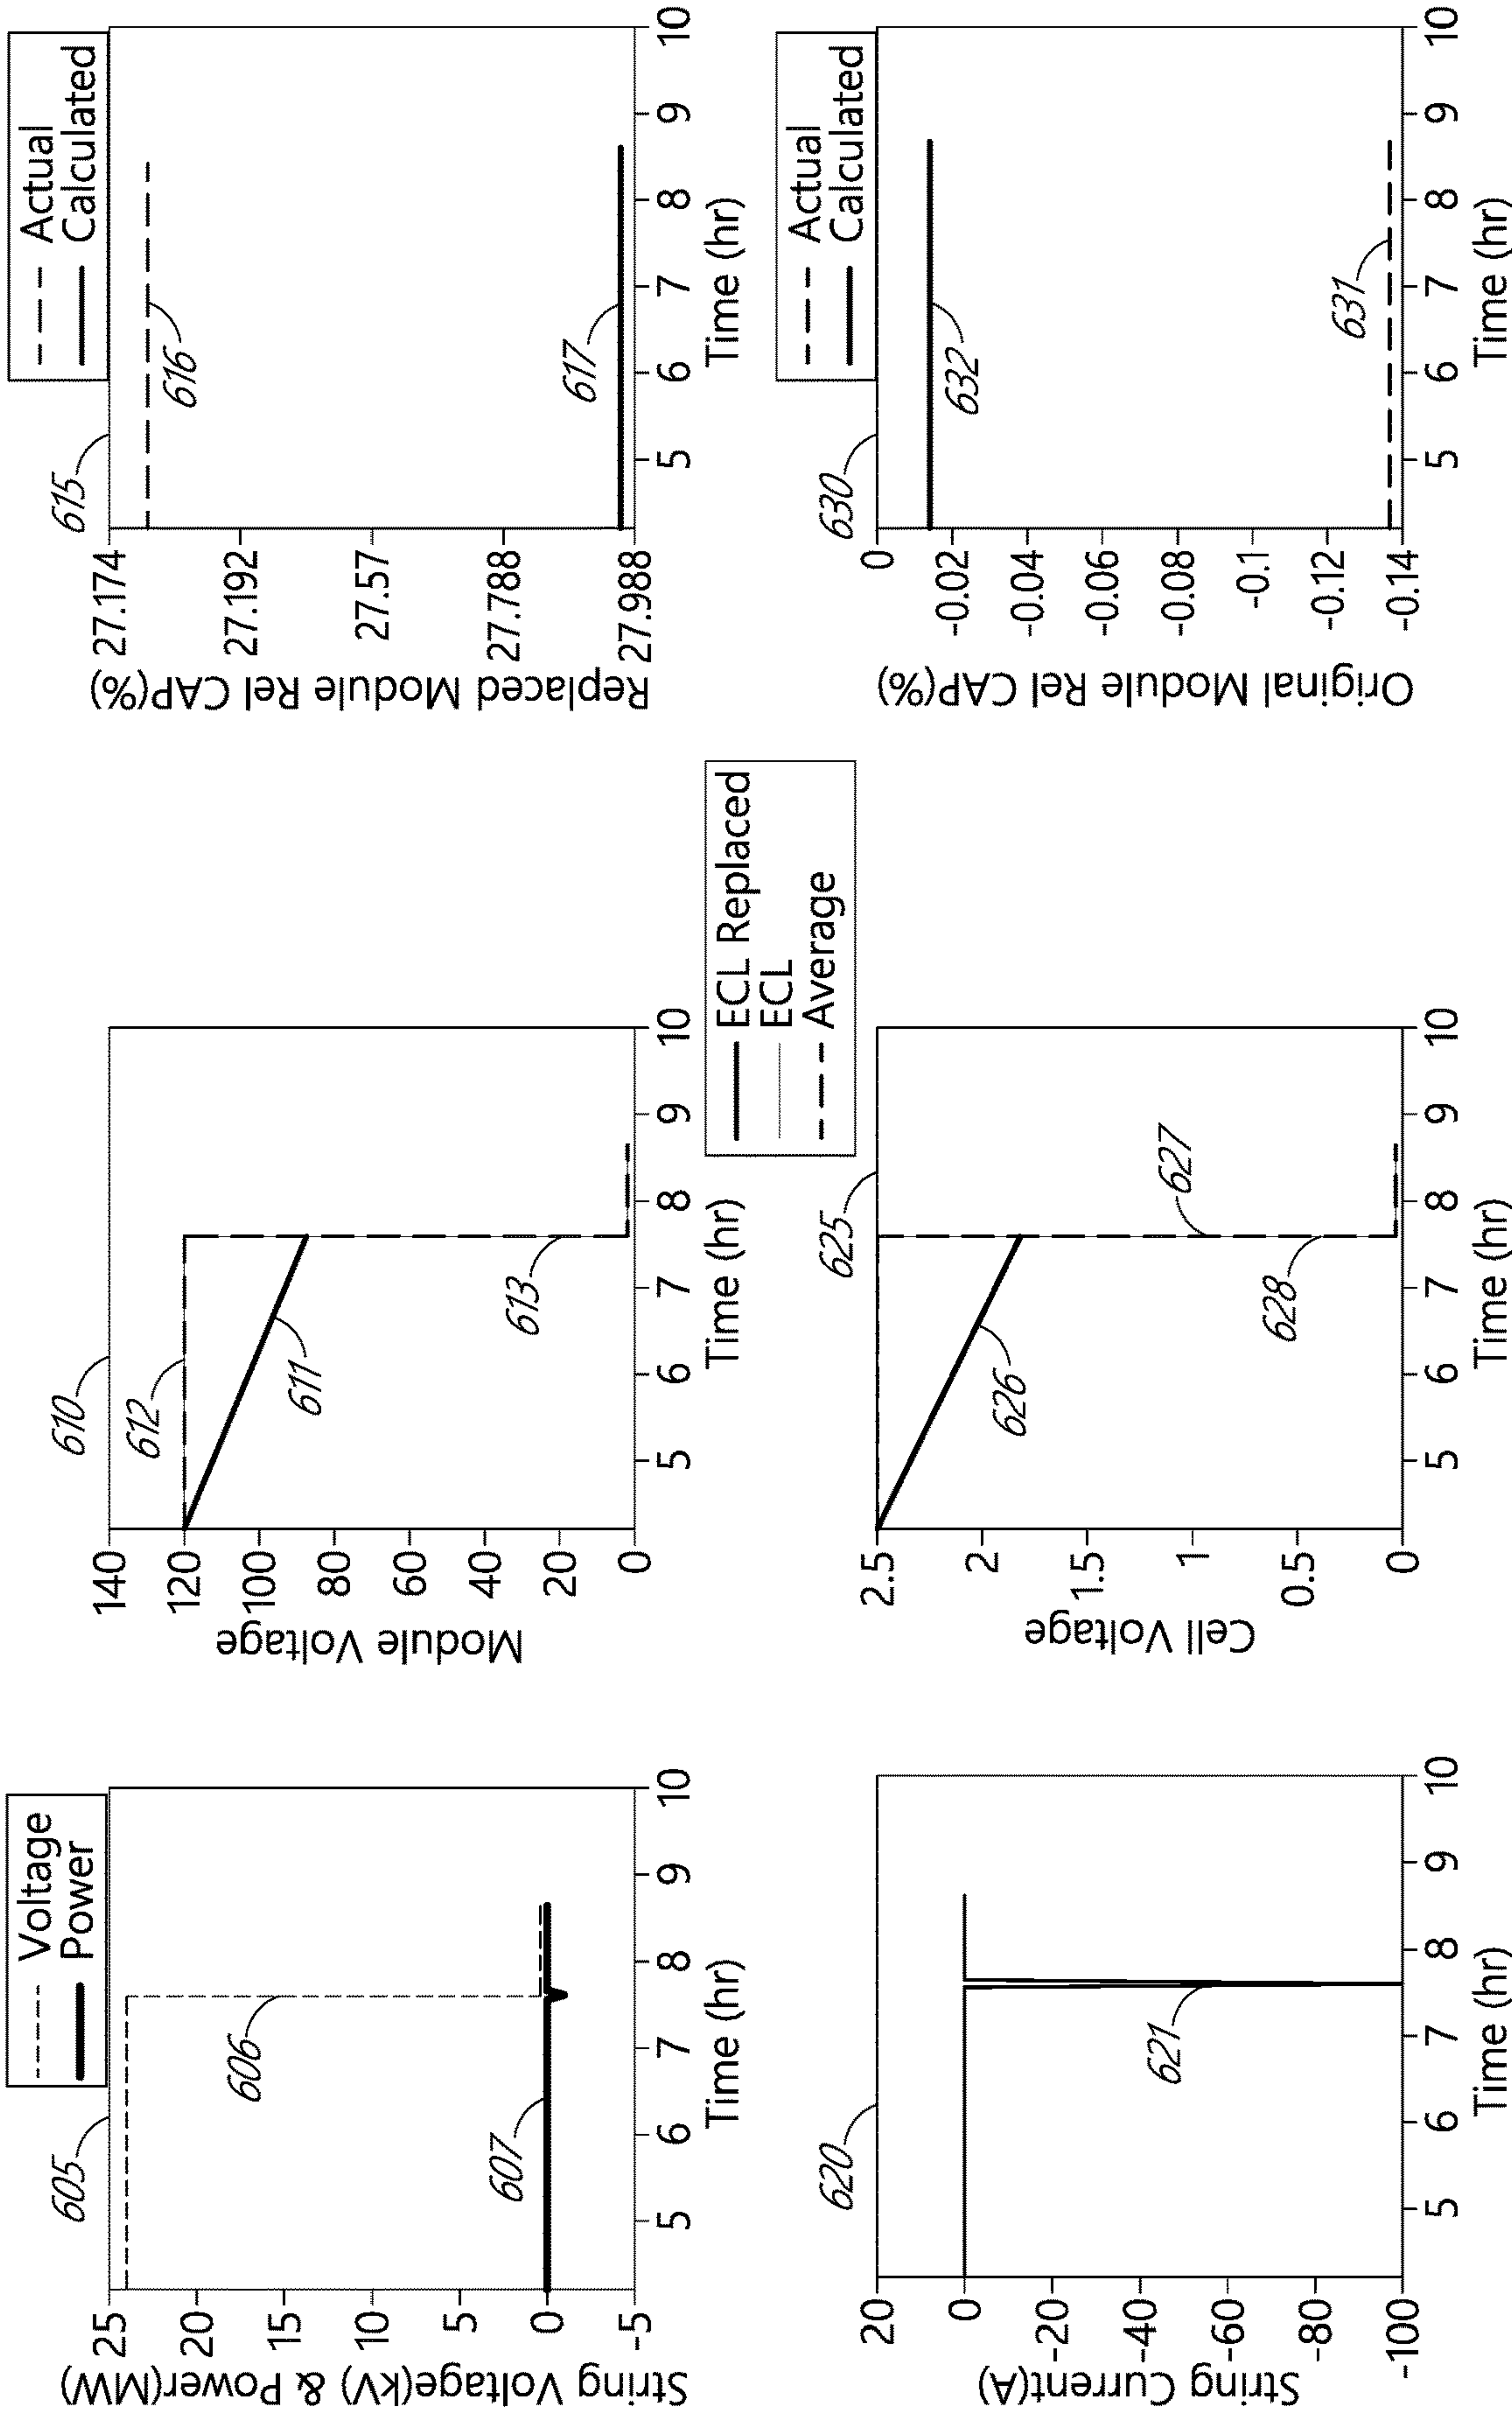 Voltage
Power
605
606
607
25
20
15
10
5
0
-5
String Voltage(kV) & Power(MW)
5 6 7 8 9 10
Time (hr)
610
612
611
613
140
120
100
80
60
40
20
0
Module Voltage
5 6 7 8 9 10
Time (hr)
Actual
Calculated
615
616
617
27.174
27.192
27.57
27.788
27.988
Replaced Module Rel CAP(%)
5 6 7 8 9 10
Time (hr)
620
621
20
0
-20
-40
-60
-80
-100
String Current(A)
5 6 7 8 9 10
Time (hr)
ECL Replaced
ECL
Average
625
626
627
628
2.5
2
1.5
1
0.5
0
Cell Voltage
5 6 7 8 9 10
Time (hr)
Actual
Calculated
630
632
631
0
-0.02
-0.04
-0.06
-0.08
-0.1
-0.12
-0.14
Original Module Rel CAP(%)
5 6 7 8 9 10
Time (hr)